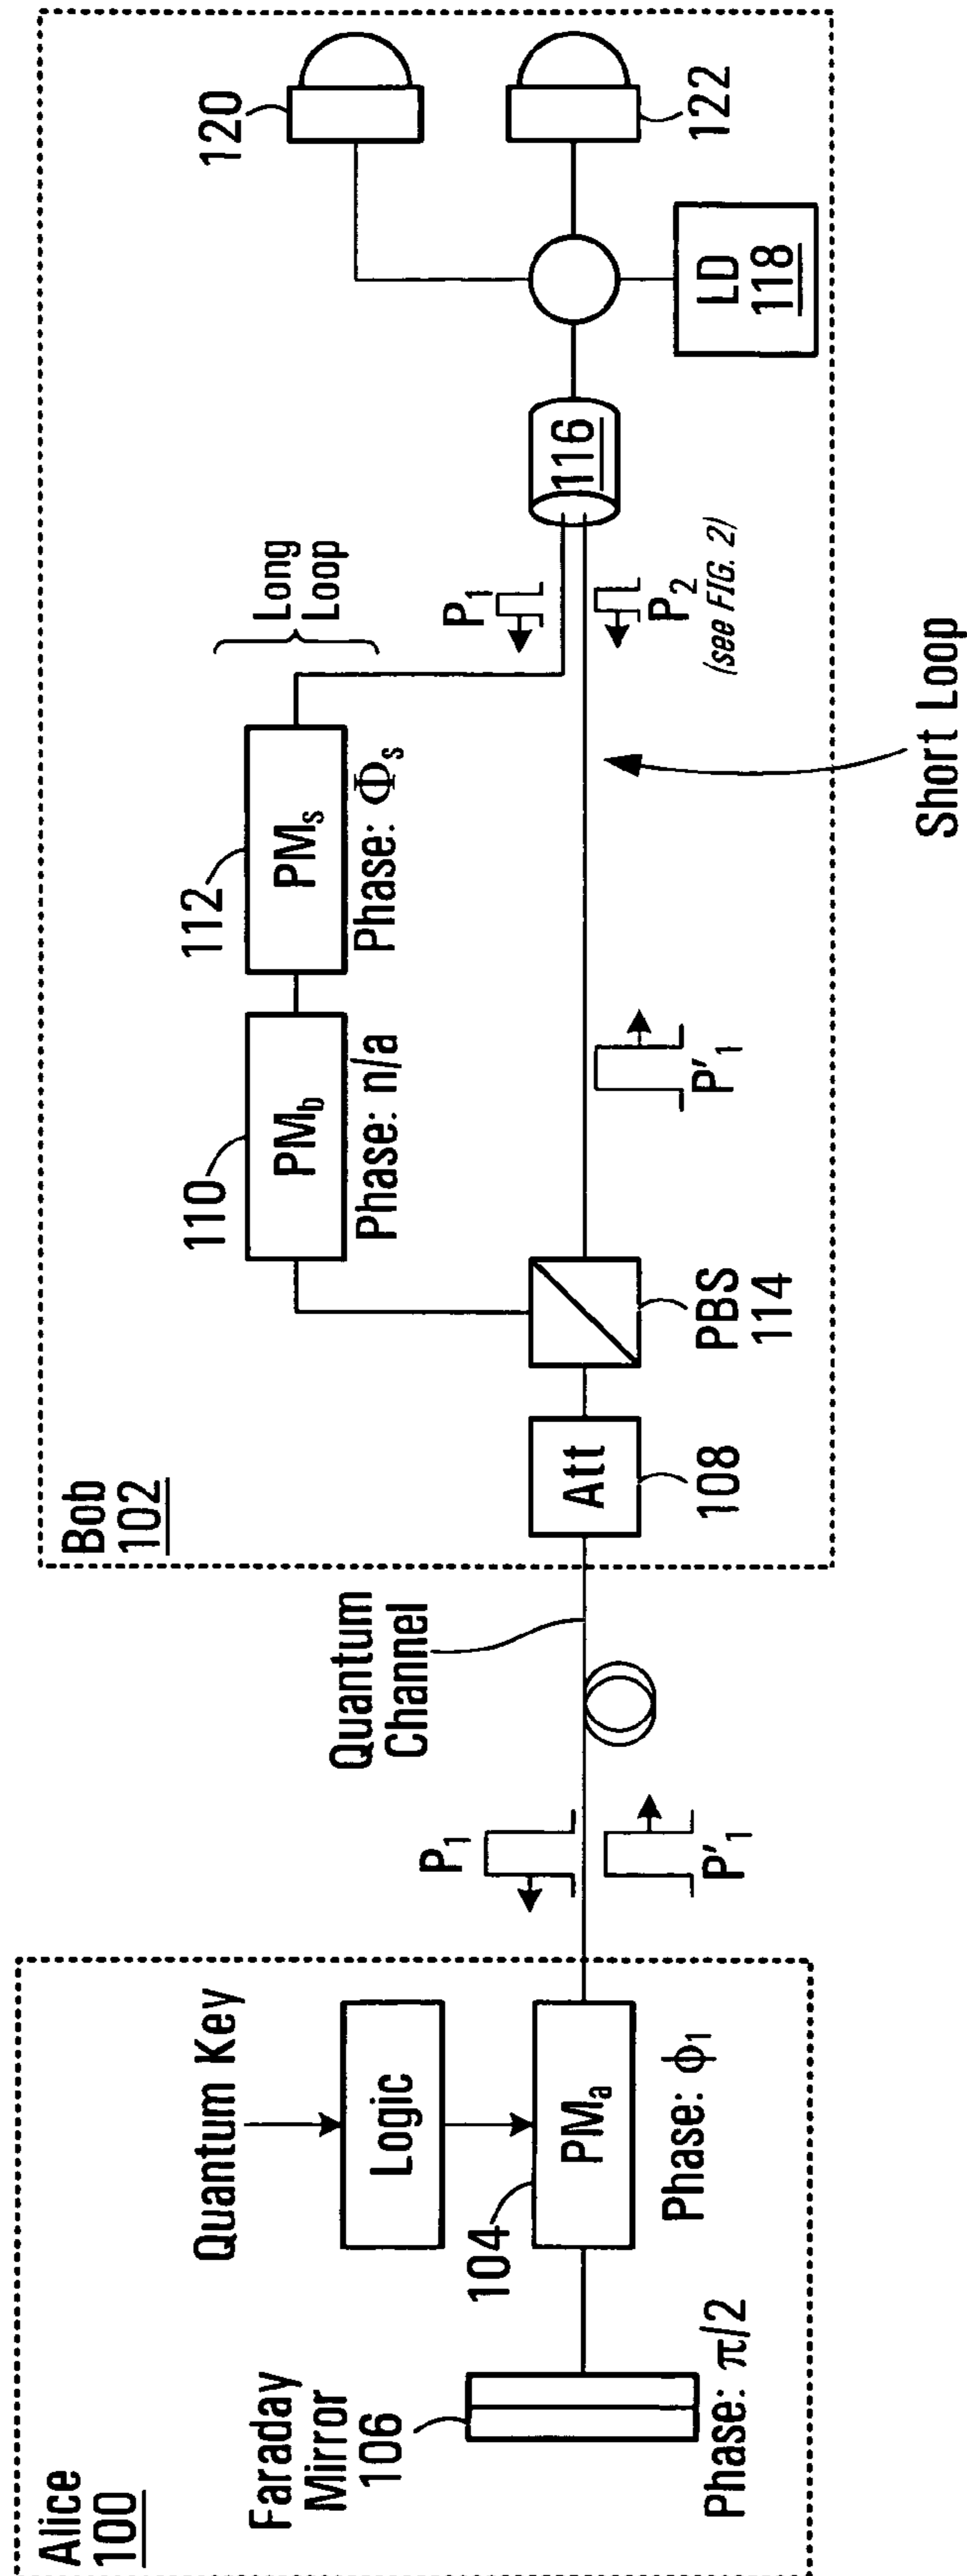 Alice
100
Quantum Key
Logic
Faraday
Mirror
106
104
PMₐ
Phase: ϕ₁
Phase: π/2
P₁
P'₁
Quantum
Channel
Bob
102
Att
108
PBS
114
110
PM_b
Phase: n/a
112
PMₛ
Phase: Φₛ
Long
Loop
P'₁
P₁
P₂
(see FIG. 2)
Short Loop
116
LD
118
120
122